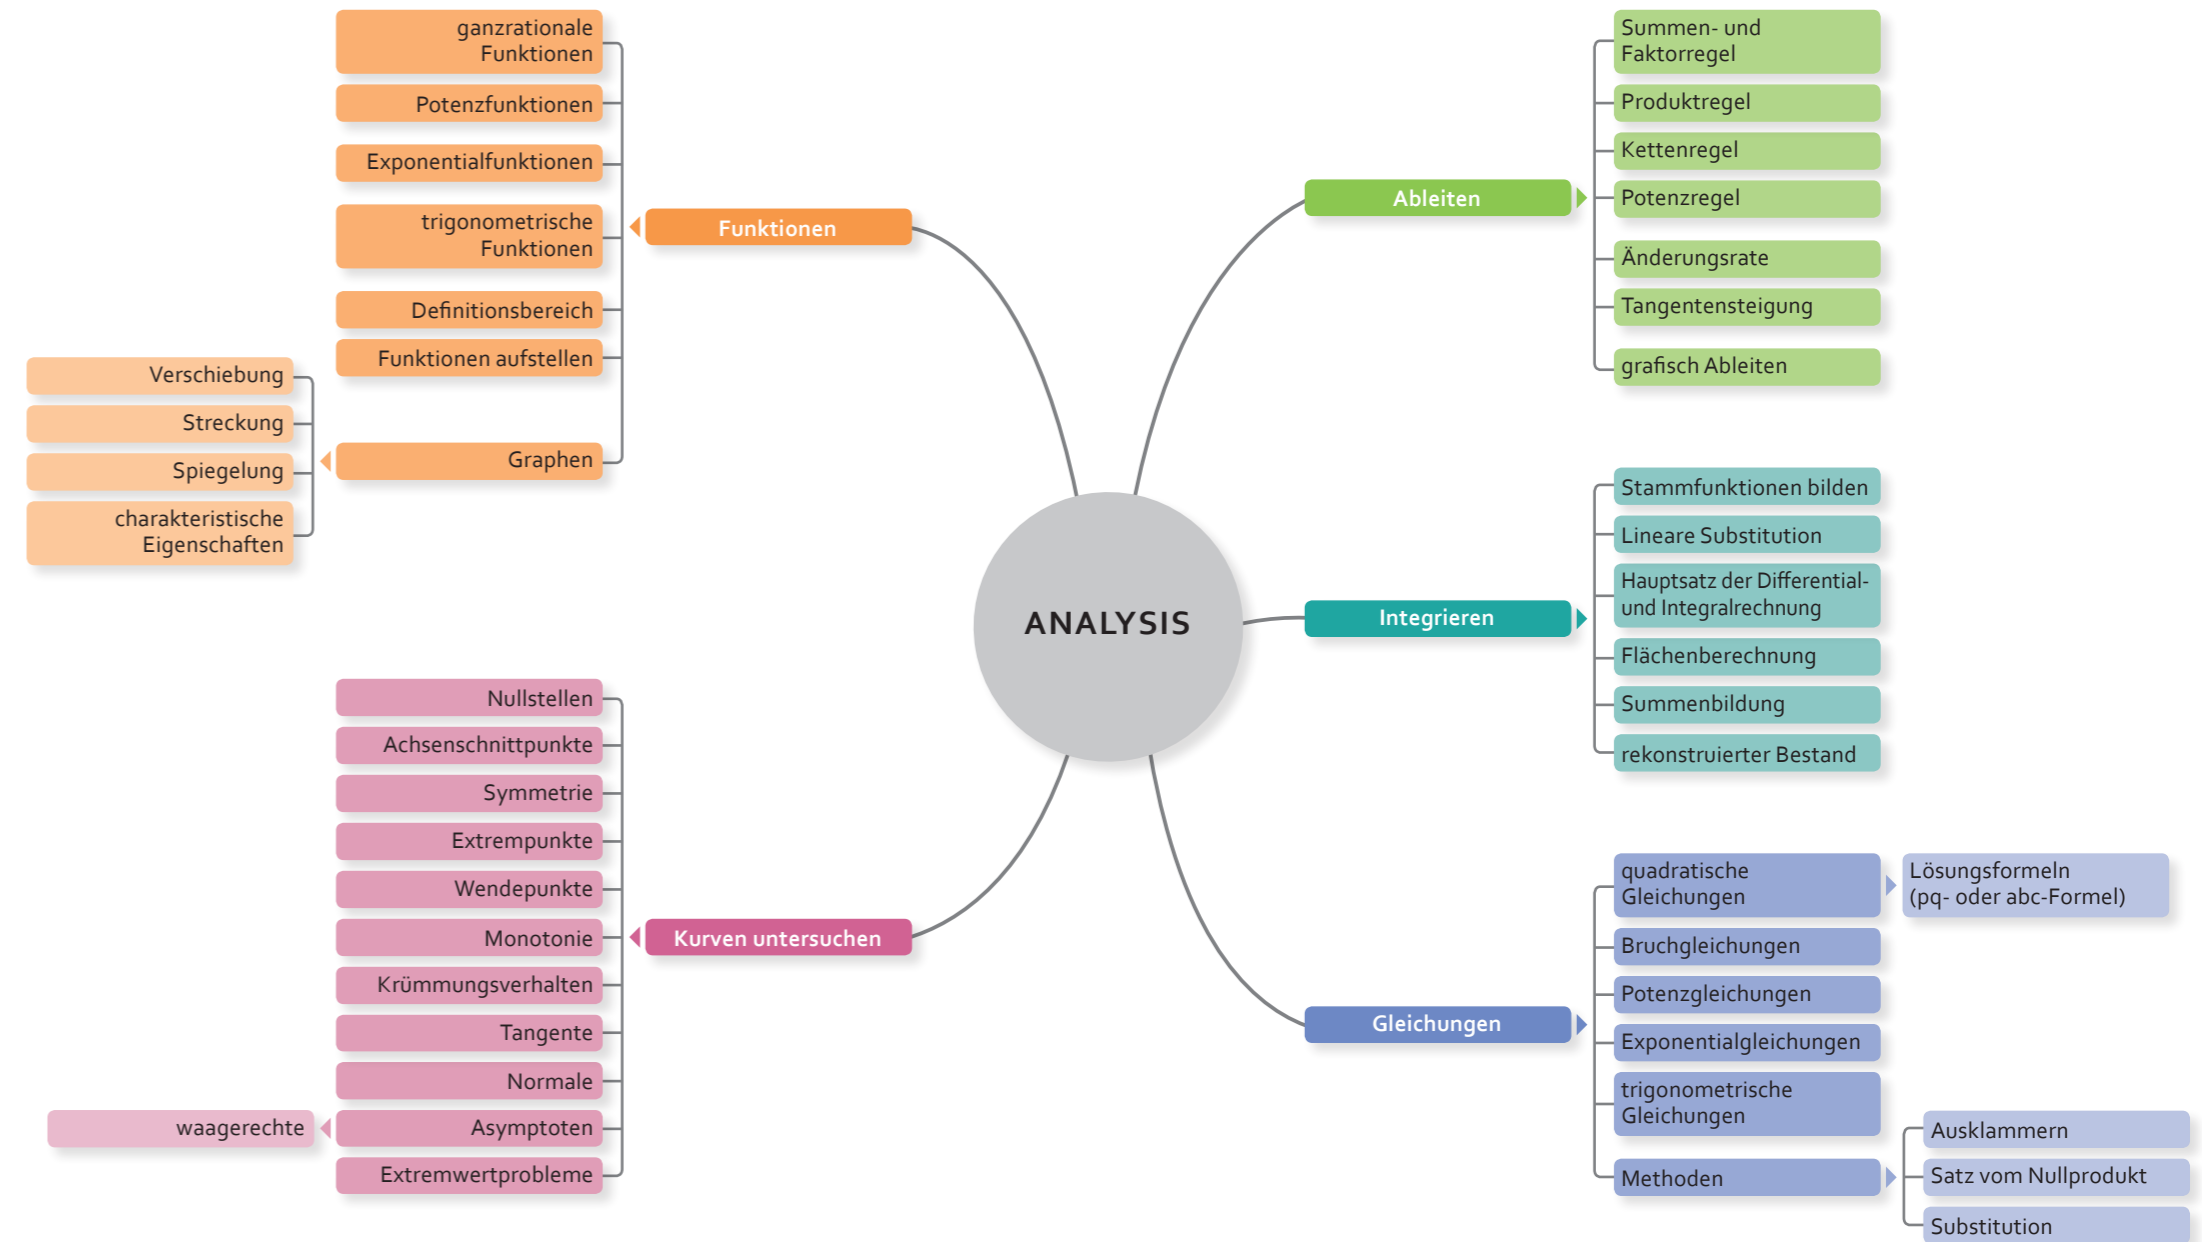 ANALYSIS
Funktionen
ganzrationale
Funktionen
Potenzfunktionen
Exponentialfunktionen
trigonometrische
Funktionen
Definitionsbereich
Funktionen aufstellen
Graphen
Verschiebung
Streckung
Spiegelung
charakteristische
Eigenschaften
Kurven untersuchen
Nullstellen
Achsenschnittpunkte
Symmetrie
Extrempunkte
Wendepunkte
Monotonie
Krümmungsverhalten
Tangente
Normale
Asymptoten
waagerechte
Extremwertprobleme
Ableiten
Summen- und
Faktorregel
Produktregel
Kettenregel
Potenzregel
Änderungsrate
Tangentensteigung
grafisch Ableiten
Integrieren
Stammfunktionen bilden
Lineare Substitution
Hauptsatz der Differential-
und Integralrechnung
Flächenberechnung
Summenbildung
rekonstruierter Bestand
Gleichungen
quadratische
Gleichungen
Lösungsformeln
(pq- oder abc-Formel)
Bruchgleichungen
Potenzgleichungen
Exponentialgleichungen
trigonometrische
Gleichungen
Methoden
Ausklammern
Satz vom Nullprodukt
Substitution